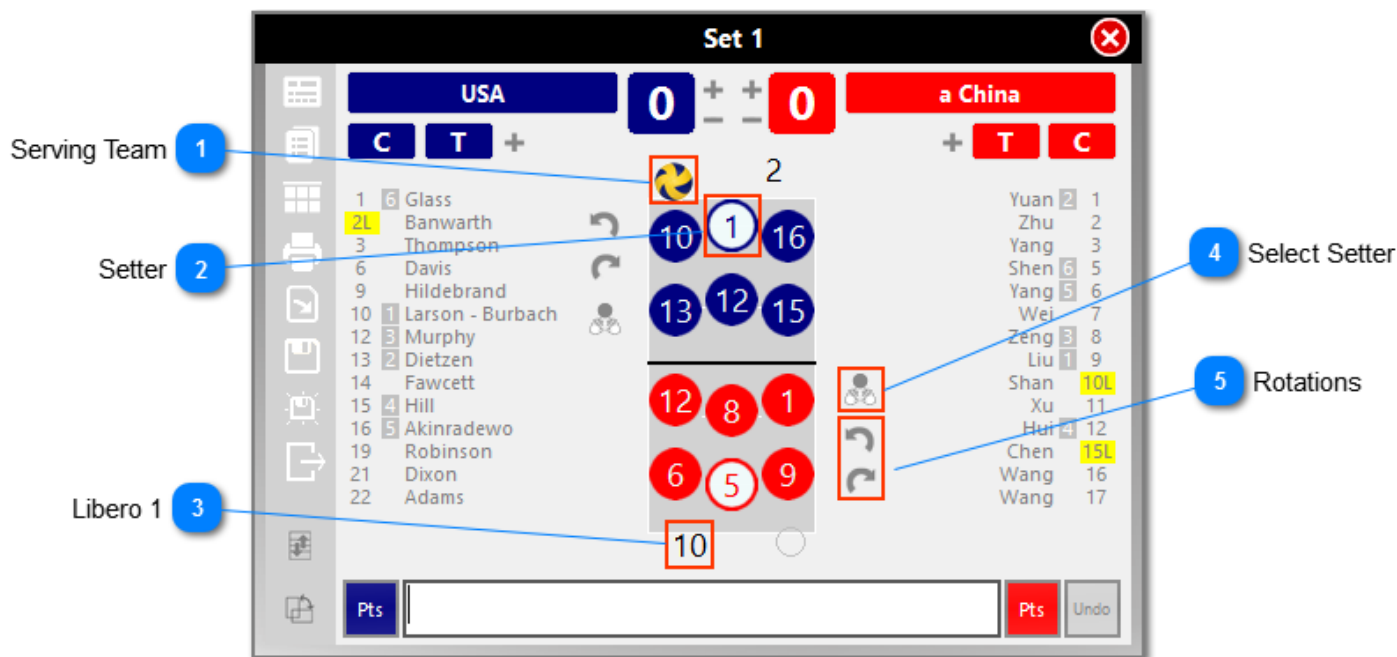 Set 1
USA 0 + + 0 a China
− −
C T + + T C
Serving Team 1
2
1 6 Glass
2L Banwarth
3 Thompson
6 Davis
9 Hildebrand
10 1 Larson - Burbach
12 3 Murphy
13 2 Dietzen
14 Fawcett
15 4 Hill
16 5 Akinradewo
19 Robinson
21 Dixon
22 Adams
Setter 2
Libero 1 3
10 1 16
13 12 15
12 8 1
6 5 9
10
Yuan 2 1
Zhu 2
Yang 3
Shen 6 5
Yang 5 6
Wei 7
Zeng 3 8
Liu 1 9
Shan 10L
Xu 11
Hui 4 12
Chen 15L
Wang 16
Wang 17
4 Select Setter
5 Rotations
Pts Pts Undo